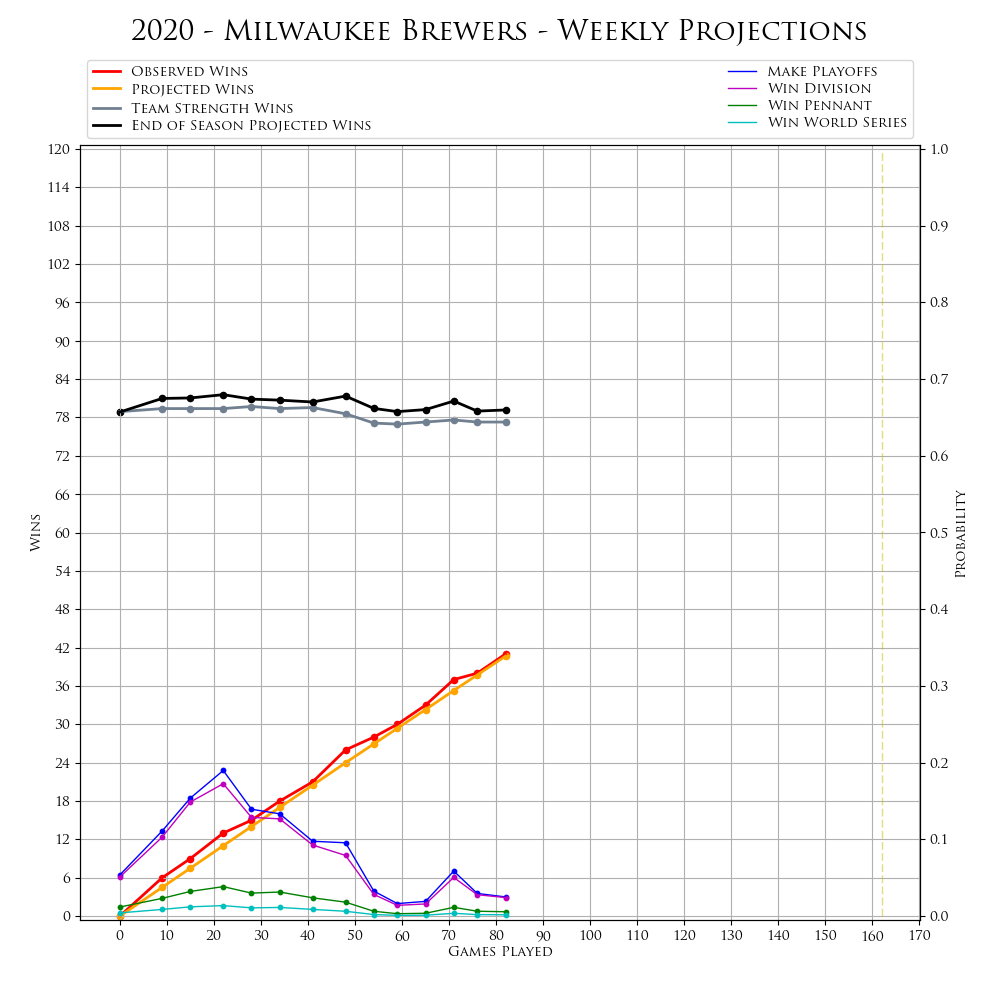 2020 - Milwaukee Brewers - Weekly Projections
Observed Wins
Projected Wins
Team Strength Wins
End of Season Projected Wins
Make Playoffs
Win Division
Win Pennant
Win World Series
120
114
108
102
96
90
84
78
72
66
60
54
48
42
36
30
24
18
12
6
0
Wins
1.0
0.9
0.8
0.7
0.6
0.5
0.4
0.3
0.2
0.1
0.0
Probability
0 10 20 30 40 50 60 70 80 90 100 110 120 130 140 150 160 170
Games Played